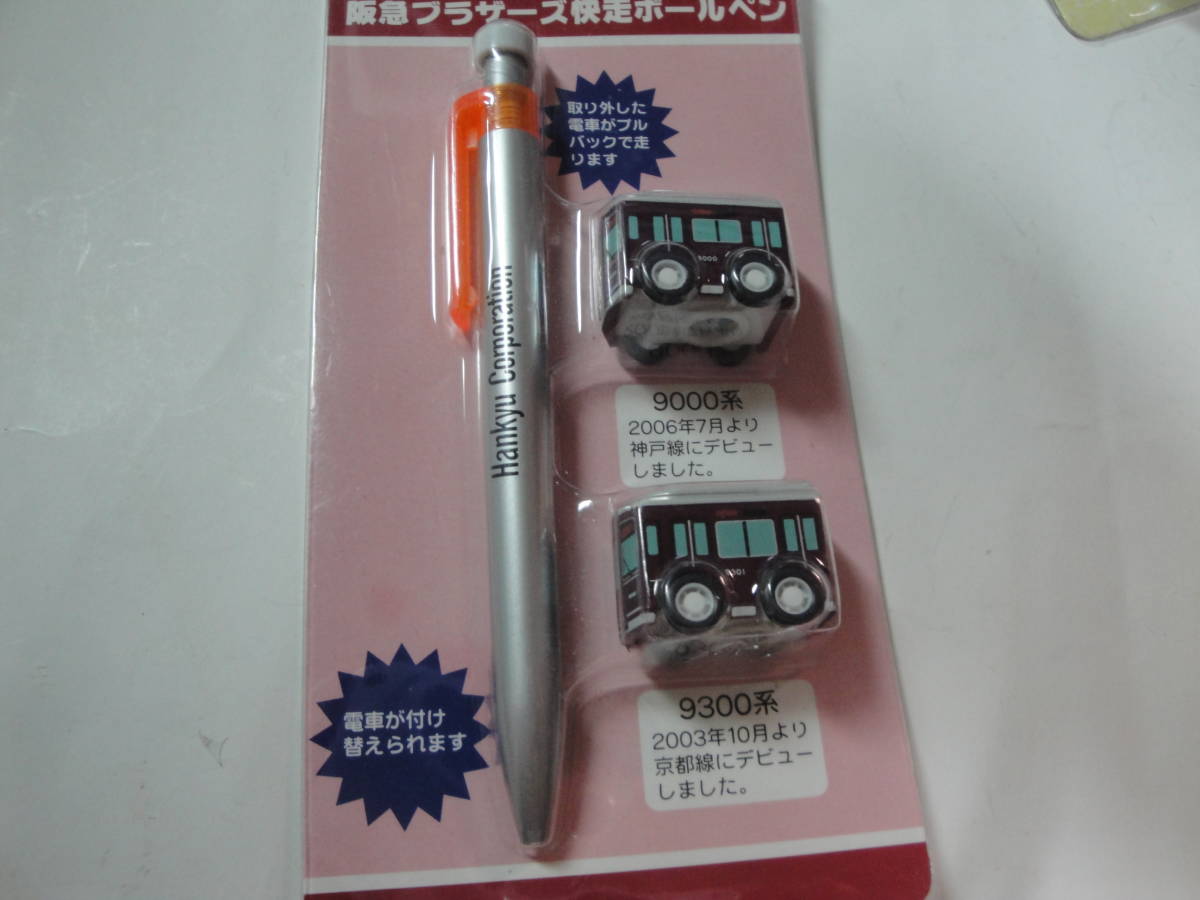 阪急ブラザーズ快走ボールペン
取り外した
電車がプル
バックで走
ります
9000
Hankyu Corporation
9000系
2006年7月より
神戸線にデビュー
しました。
9301
9300系
2003年10月より
京都線にデビュー
しました。
電車が付け
替えられます